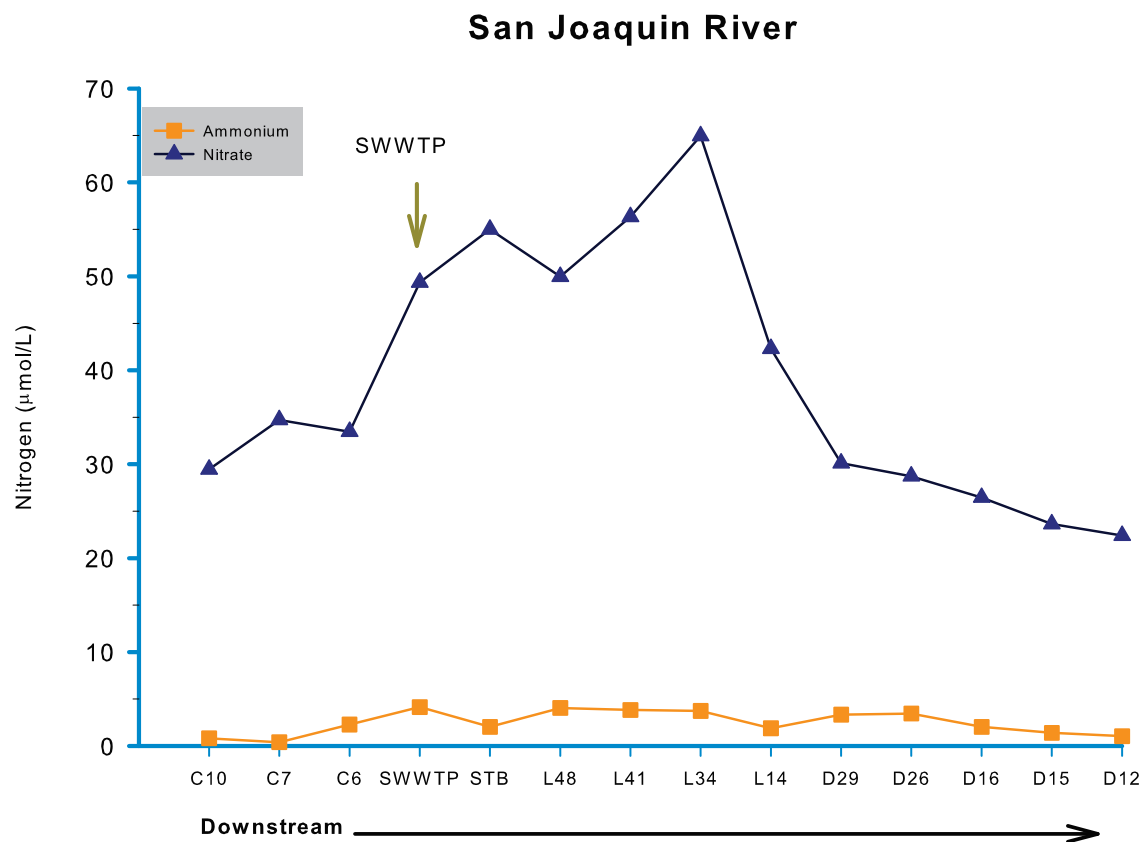 San Joaquin River
70
60
50
40
30
20
10
0
Nitrogen (μmol/L)
Ammonium
Nitrate
SWWTP
C10 C7 C6 SWWTP STB L48 L41 L34 L14 D29 D26 D16 D15 D12
Downstream